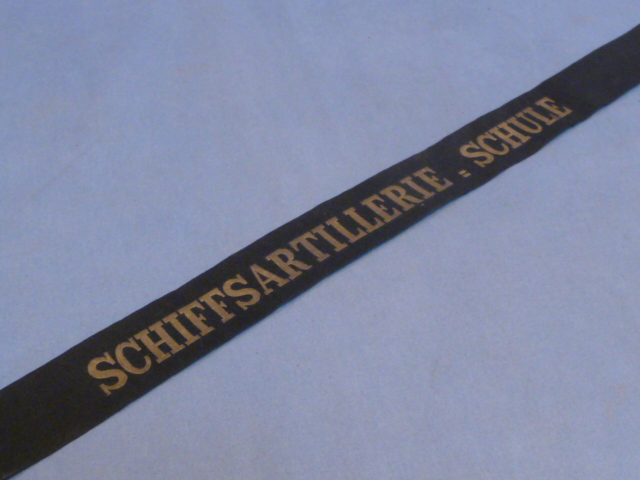 SCHIFFSARTILLERIE = SCHULE